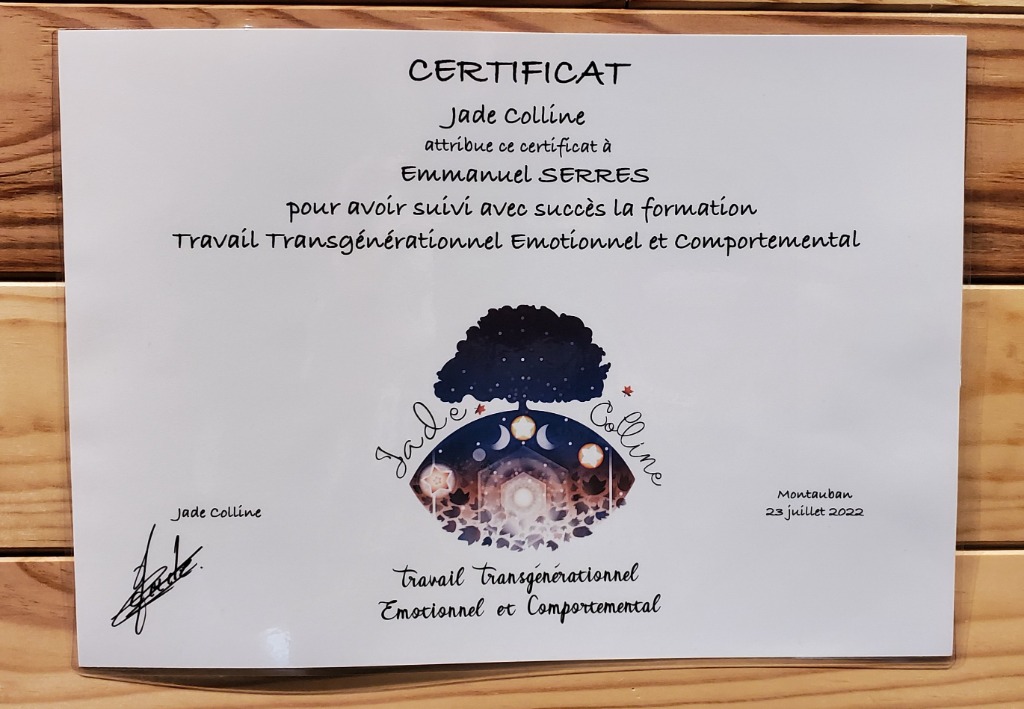 CERTIFICAT
Jade Colline
attribue ce certificat à
Emmanuel SERRES
pour avoir suivi avec succès la formation
Travail Transgénérationnel Emotionnel et Comportemental
Jade Colline
Jade Colline
Jade
Montauban
23 juillet 2022
Travail Transgénérationnel
Emotionnel et Comportemental